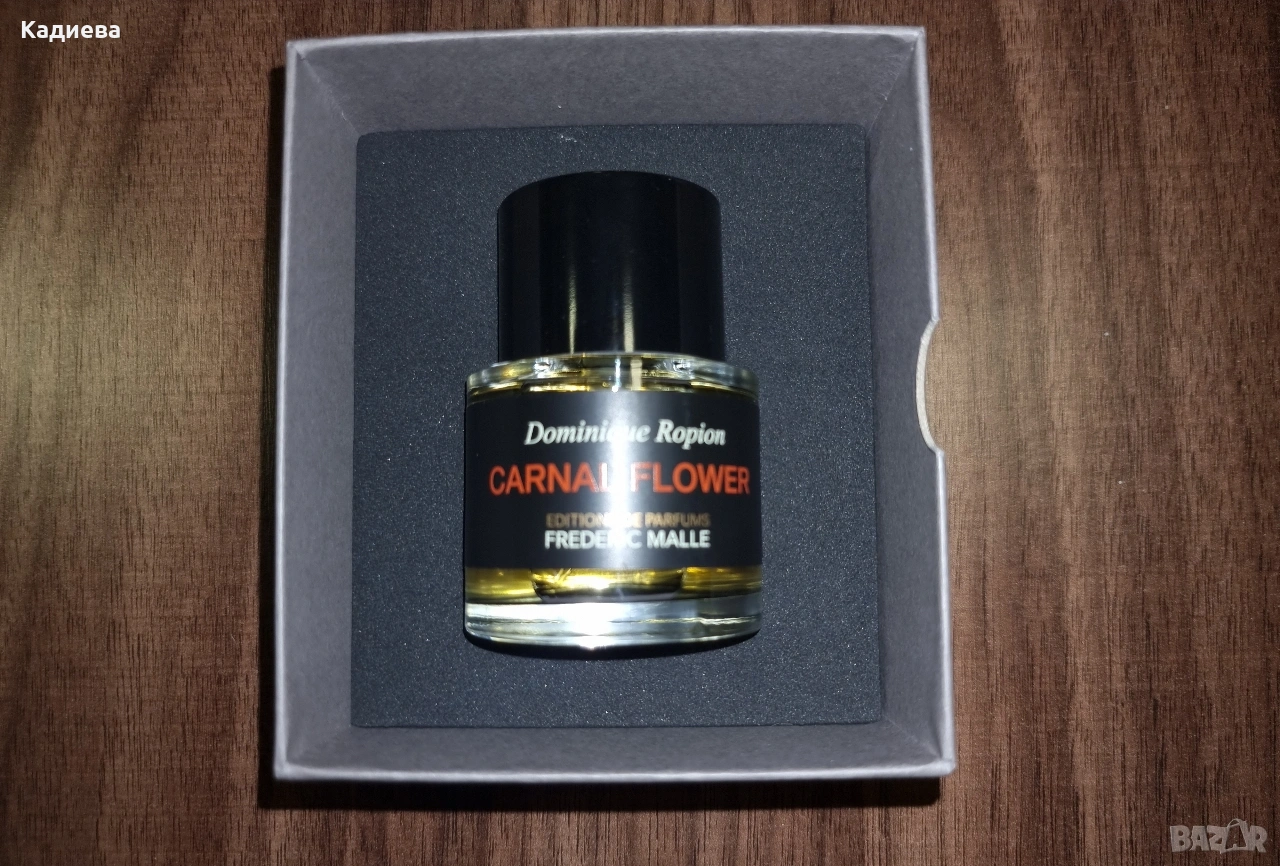 Кадиева
Dominique Ropion
CARNAL FLOWER
EDITIONS DE PARFUMS
FREDERIC MALLE
BAZAR